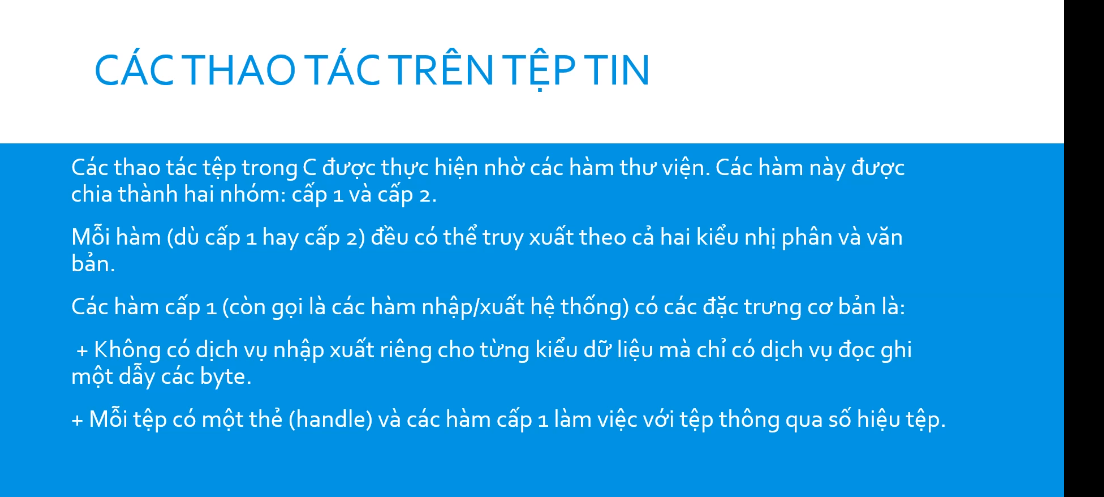 CÁC THAO TÁC TRÊN TỆP TIN
Các thao tác tệp trong C được thực hiện nhờ các hàm thư viện. Các hàm này được
chia thành hai nhóm: cấp 1 và cấp 2.
Mỗi hàm (dù cấp 1 hay cấp 2) đều có thể truy xuất theo cả hai kiểu nhị phân và văn
bản.
Các hàm cấp 1 (còn gọi là các hàm nhập/xuất hệ thống) có các đặc trưng cơ bản là:
+ Không có dịch vụ nhập xuất riêng cho từng kiểu dữ liệu mà chỉ có dịch vụ đọc ghi
một dẫy các byte.
+ Mỗi tệp có một thẻ (handle) và các hàm cấp 1 làm việc với tệp thông qua số hiệu tệp.